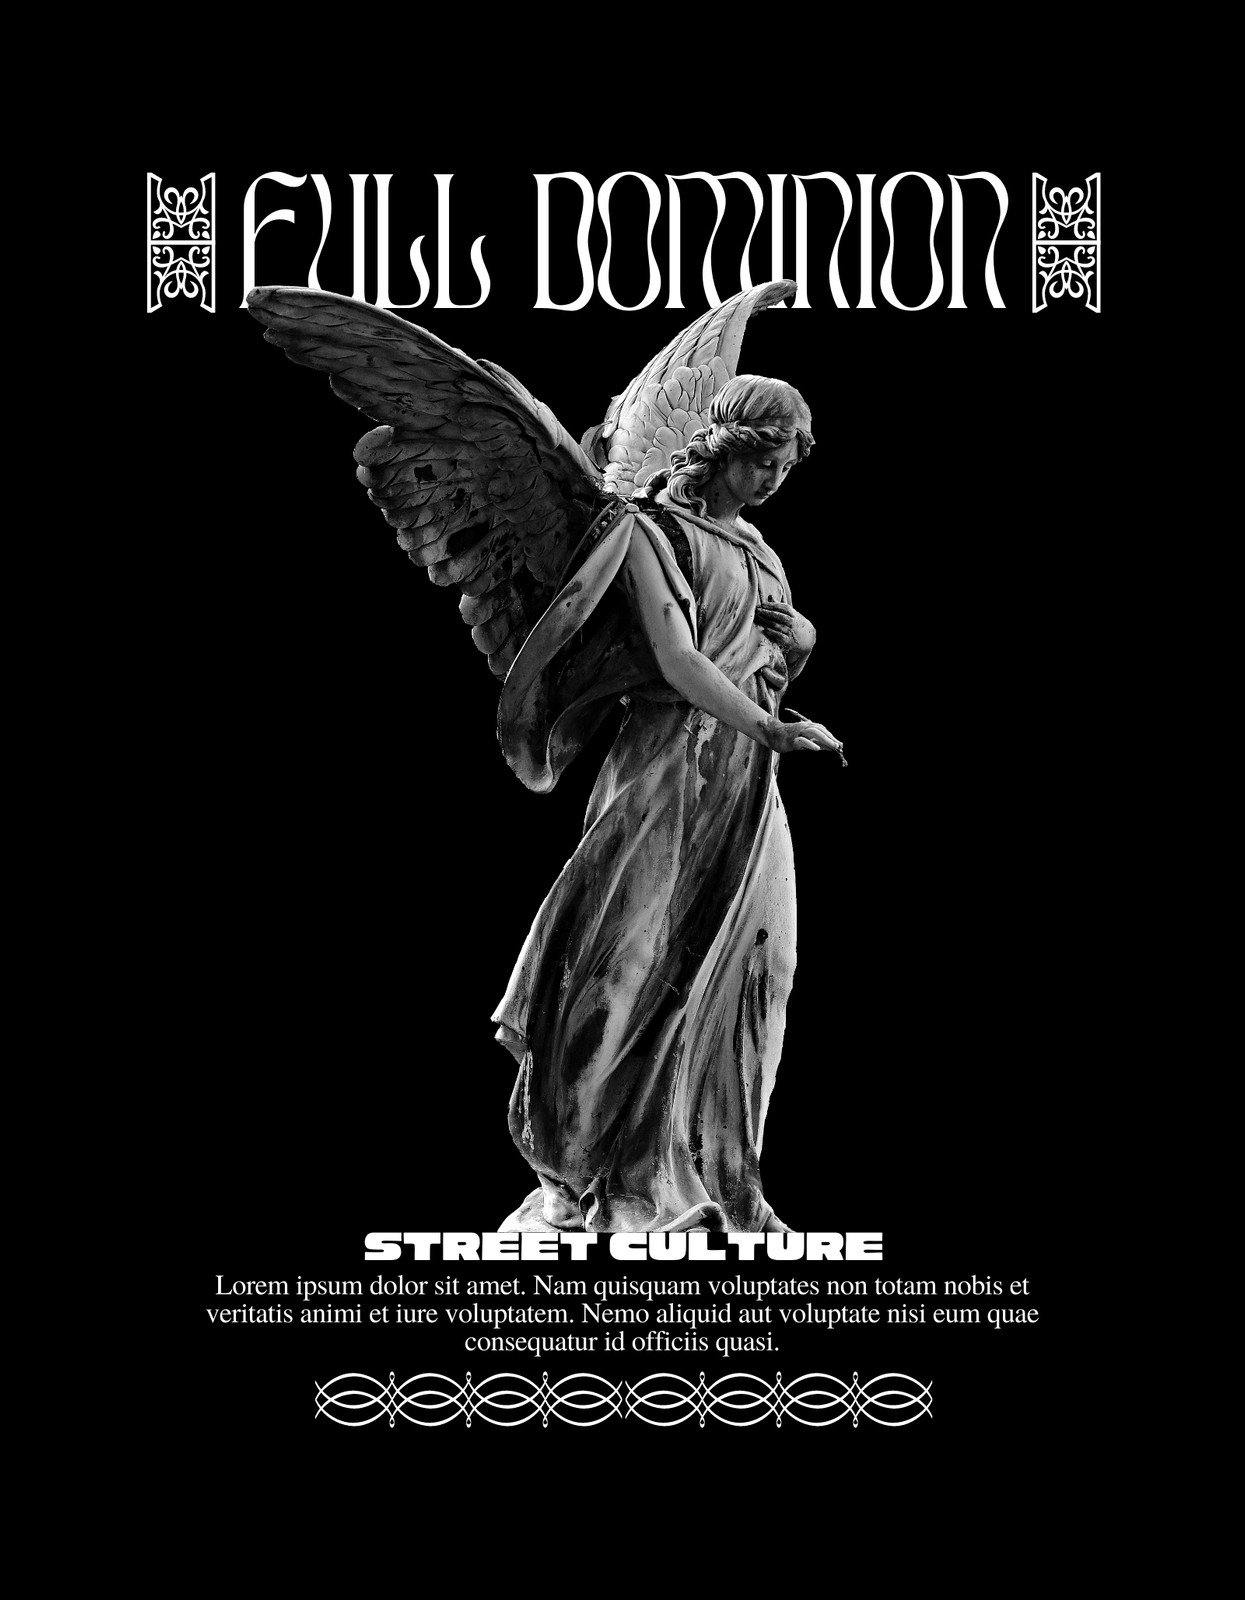 FULL DOMINION
STREET CULTURE
Lorem ipsum dolor sit amet. Nam quisquam voluptates non totam nobis et
veritatis animi et iure voluptatem. Nemo aliquid aut voluptate nisi eum quae
consequatur id officiis quasi.